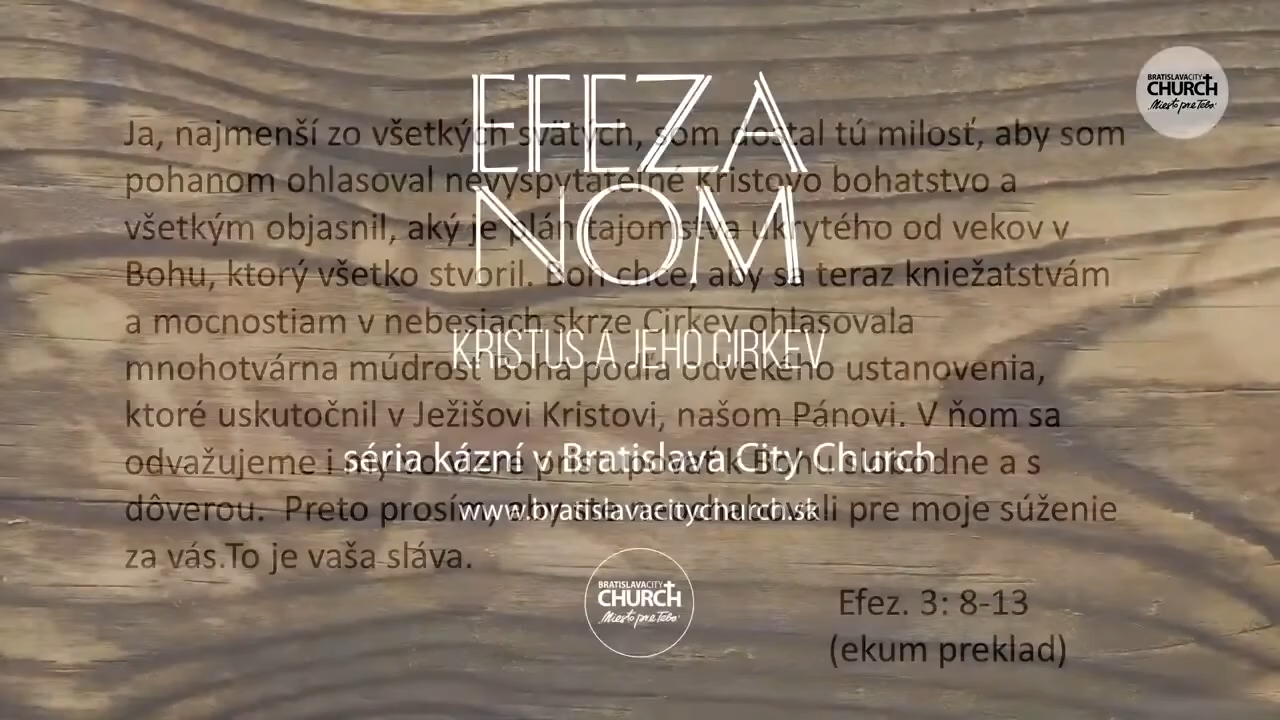 BRATISLAVACITY
CHURCH
Miesto pre Teba
EFEZA
NOM
KRISTUS A JEHO CIRKEV
séria kázní v Bratislava City Church
www.bratislavacitychurch.sk
BRATISLAVACITY
CHURCH
Miesto pre Teba
Ja, najmenší zo všetkých svätých, som dostal tú milosť, aby som
pohanom ohlasoval nevyspytateľné Kristovo bohatstvo a
všetkým objasnil, aký je plán tajomstva ukrytého od vekov v
Bohu, ktorý všetko stvoril. Boh chce, aby sa teraz kniežatstvám
a mocnostiam v nebesiach skrze Cirkev ohlasovala
mnohotvárna múdrosť Boha podľa odvekého ustanovenia,
ktoré uskutočnil v Ježišovi Kristovi, našom Pánovi. V ňom sa
odvažujeme i slobodne a s
dôverou. Preto prosím, aby pre moje súženie
za vás.To je vaša sláva.
Efez. 3: 8-13
(ekum preklad)